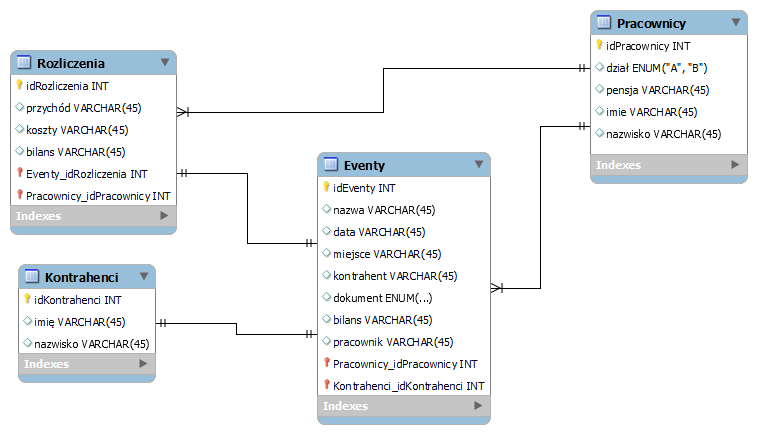 Rozliczenia
idRozliczenia INT
przychód VARCHAR(45)
koszty VARCHAR(45)
bilans VARCHAR(45)
Eventy_idRozliczenia INT
Pracownicy_idPracownicy INT
Indexes
Kontrahenci
idKontrahenci INT
imię VARCHAR(45)
nazwisko VARCHAR(45)
Indexes
Eventy
idEventy INT
nazwa VARCHAR(45)
data VARCHAR(45)
miejsce VARCHAR(45)
kontrahent VARCHAR(45)
dokument ENUM(...)
bilans VARCHAR(45)
pracownik VARCHAR(45)
Pracownicy_idPracownicy INT
Kontrahenci_idKontrahenci INT
Indexes
Pracownicy
idPracownicy INT
dział ENUM("A", "B")
pensja VARCHAR(45)
imie VARCHAR(45)
nazwisko VARCHAR(45)
Indexes